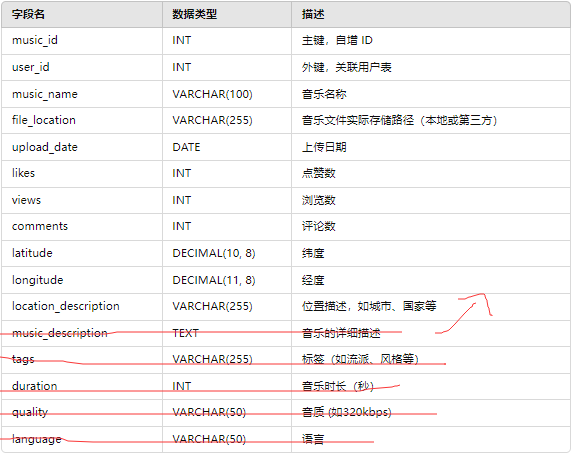 字段名 数据类型 描述
music_id INT 主键，自增 ID
user_id INT 外键，关联用户表
music_name VARCHAR(100) 音乐名称
file_location VARCHAR(255) 音乐文件实际存储路径（本地或第三方）
upload_date DATE 上传日期
likes INT 点赞数
views INT 浏览数
comments INT 评论数
latitude DECIMAL(10, 8) 纬度
longitude DECIMAL(11, 8) 经度
location_description VARCHAR(255) 位置描述，如城市、国家等
music_description TEXT 音乐的详细描述
tags VARCHAR(255) 标签（如流派、风格等）
duration INT 音乐时长（秒）
quality VARCHAR(50) 音质 (如320kbps)
language VARCHAR(50) 语言